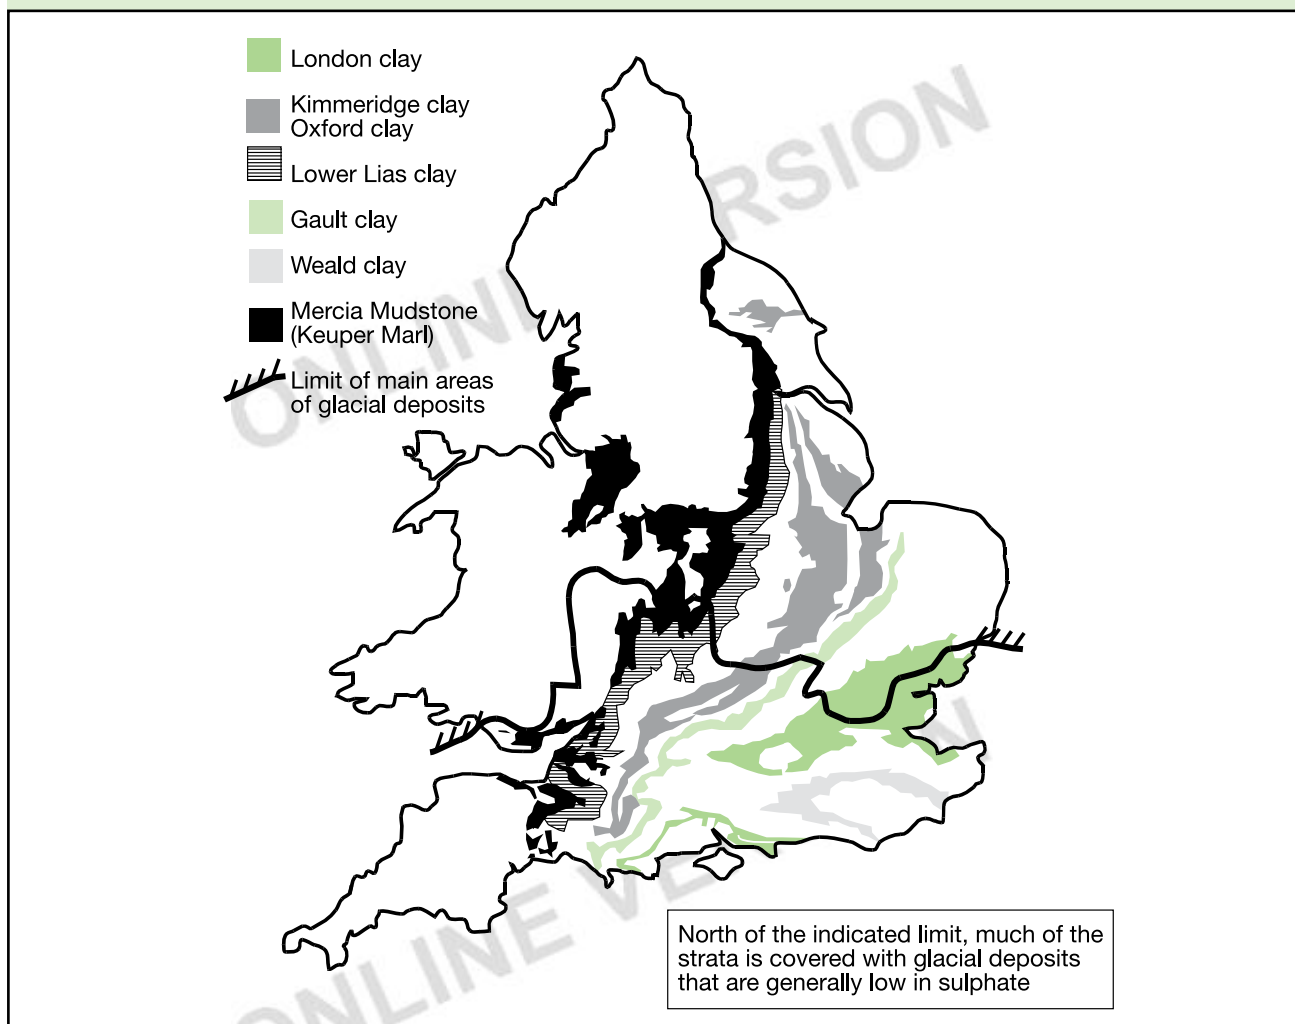 London clay
Kimmeridge clay
Oxford clay
Lower Lias clay
Gault clay
Weald clay
Mercia Mudstone
(Keuper Marl)
Limit of main areas
of glacial deposits
ONLINE VERSION
ONLINE VERSION
North of the indicated limit, much of the
strata is covered with glacial deposits
that are generally low in sulphate